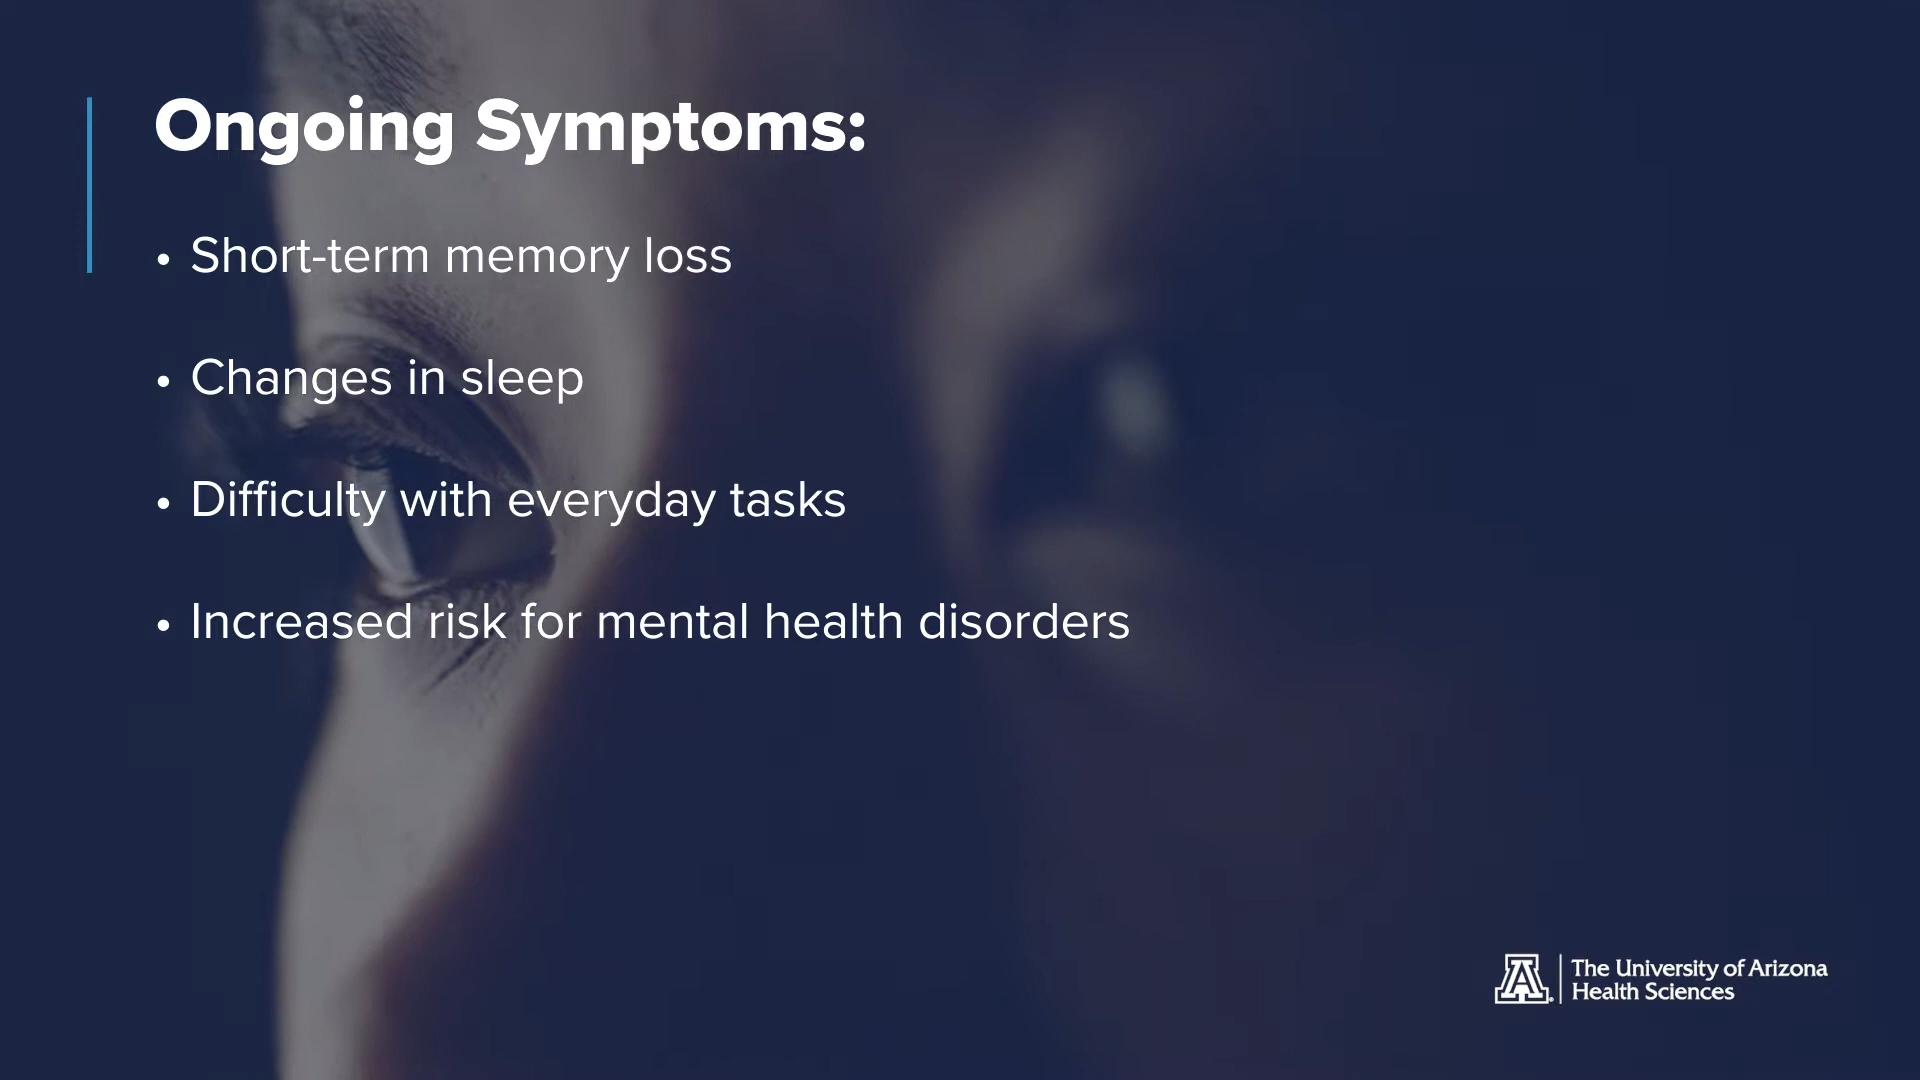 Ongoing Symptoms:
• Short-term memory loss
• Changes in sleep
• Difficulty with everyday tasks
• Increased risk for mental health disorders
A
The University of Arizona
Health Sciences